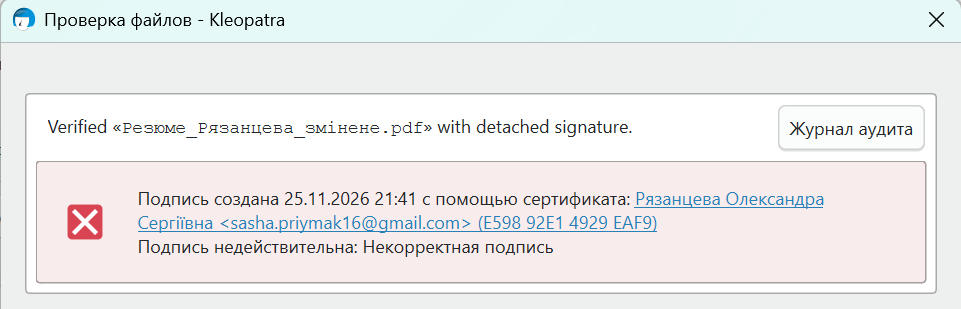 Проверка файлов - Kleopatra
Verified «Резюме_Рязанцева_змінене.pdf» with detached signature.
Журнал аудита
Подпись создана 25.11.2026 21:41 с помощью сертификата: Рязанцева Олександра
Сергіївна <sasha.priymak16@gmail.com> (E598 92E1 4929 EAF9)
Подпись недействительна: Некорректная подпись